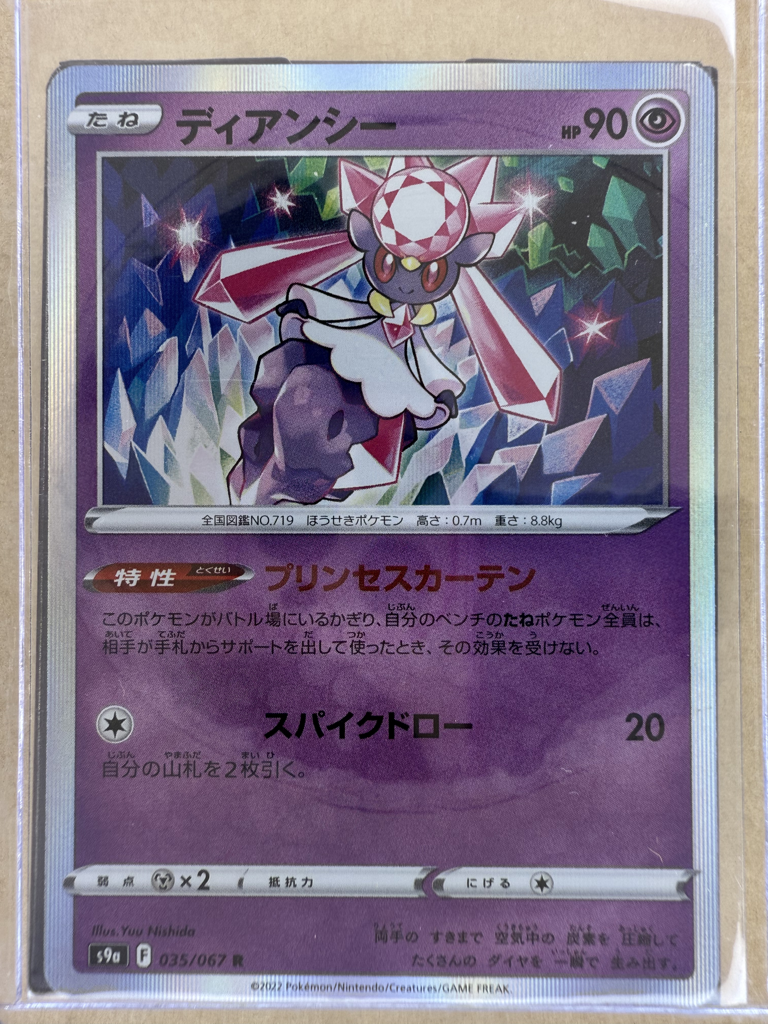 たね ディアンシー HP 90
全国図鑑NO.719 ほうせきポケモン 高さ:0.7m 重さ:8.8kg
特性 とくせい プリンセスカーテン
このポケモンがバトル場にいるかぎり、自分のベンチのたねポケモン全員は、
相手が手札からサポートを出して使ったとき、その効果を受けない。
スパイクドロー 20
自分の山札を2枚引く。
弱点 ×2 抵抗力 にげる
Illus. Yuu Nishida
両手の すきまで 空気中の 炭素を 圧縮して
たくさんの ダイヤを 一瞬で 生み出す。
s9a F 035/067 R
©2022 Pokémon/Nintendo/Creatures/GAME FREAK.